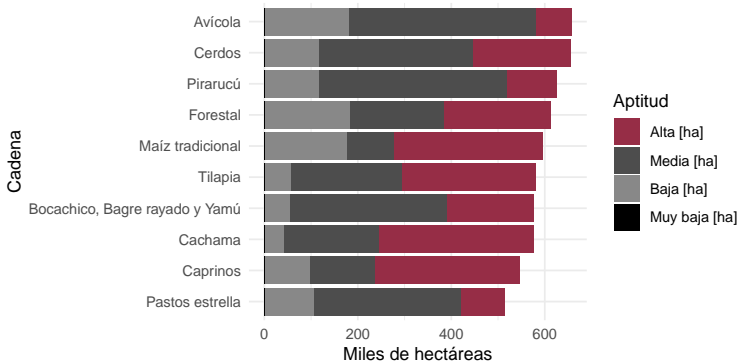 Avícola
Cerdos
Pirarucú
Forestal
Maíz tradicional
Tilapia
Bocachico, Bagre rayado y Yamú
Cachama
Caprinos
Pastos estrella
Cadena
0 200 400 600
Miles de hectáreas
Aptitud
Alta [ha]
Media [ha]
Baja [ha]
Muy baja [ha]